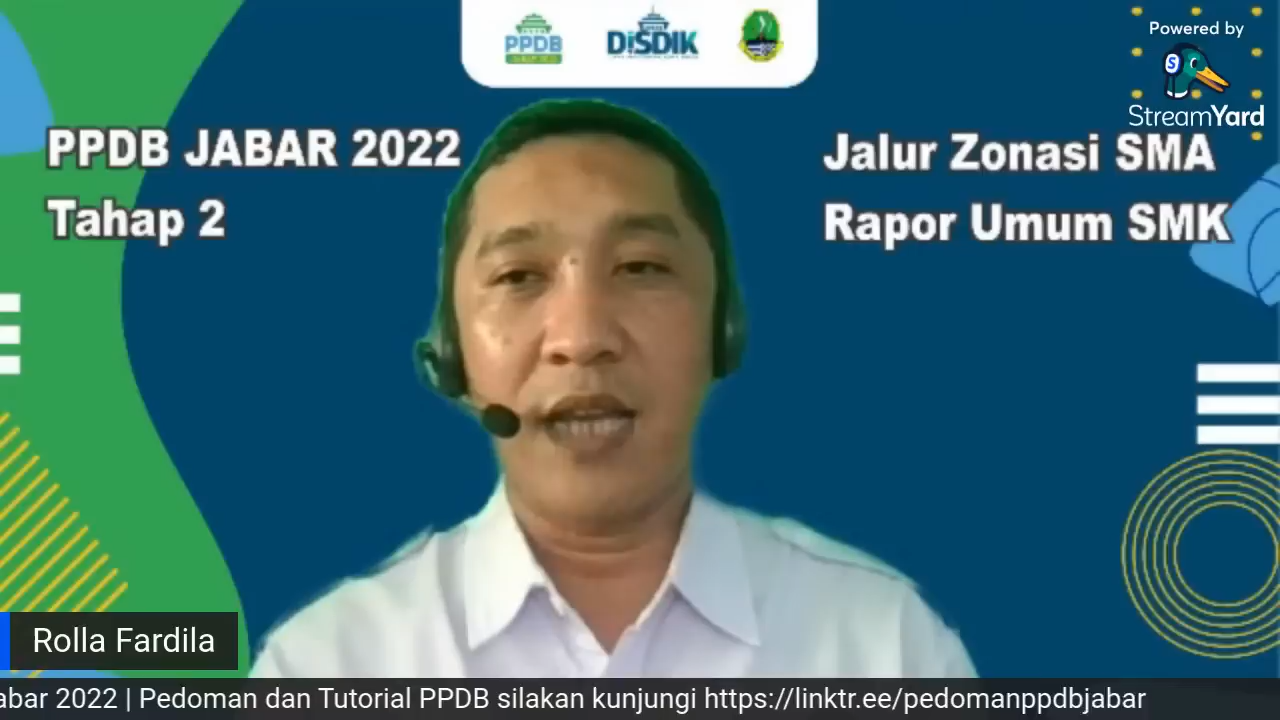 PPDB
DISDIK
Powered by
StreamYard
PPDB JABAR 2022
Tahap 2
Jalur Zonasi SMA
Rapor Umum SMK
Rolla Fardila
abar 2022 | Pedoman dan Tutorial PPDB silakan kunjungi https://linktr.ee/pedomanppdbjabar